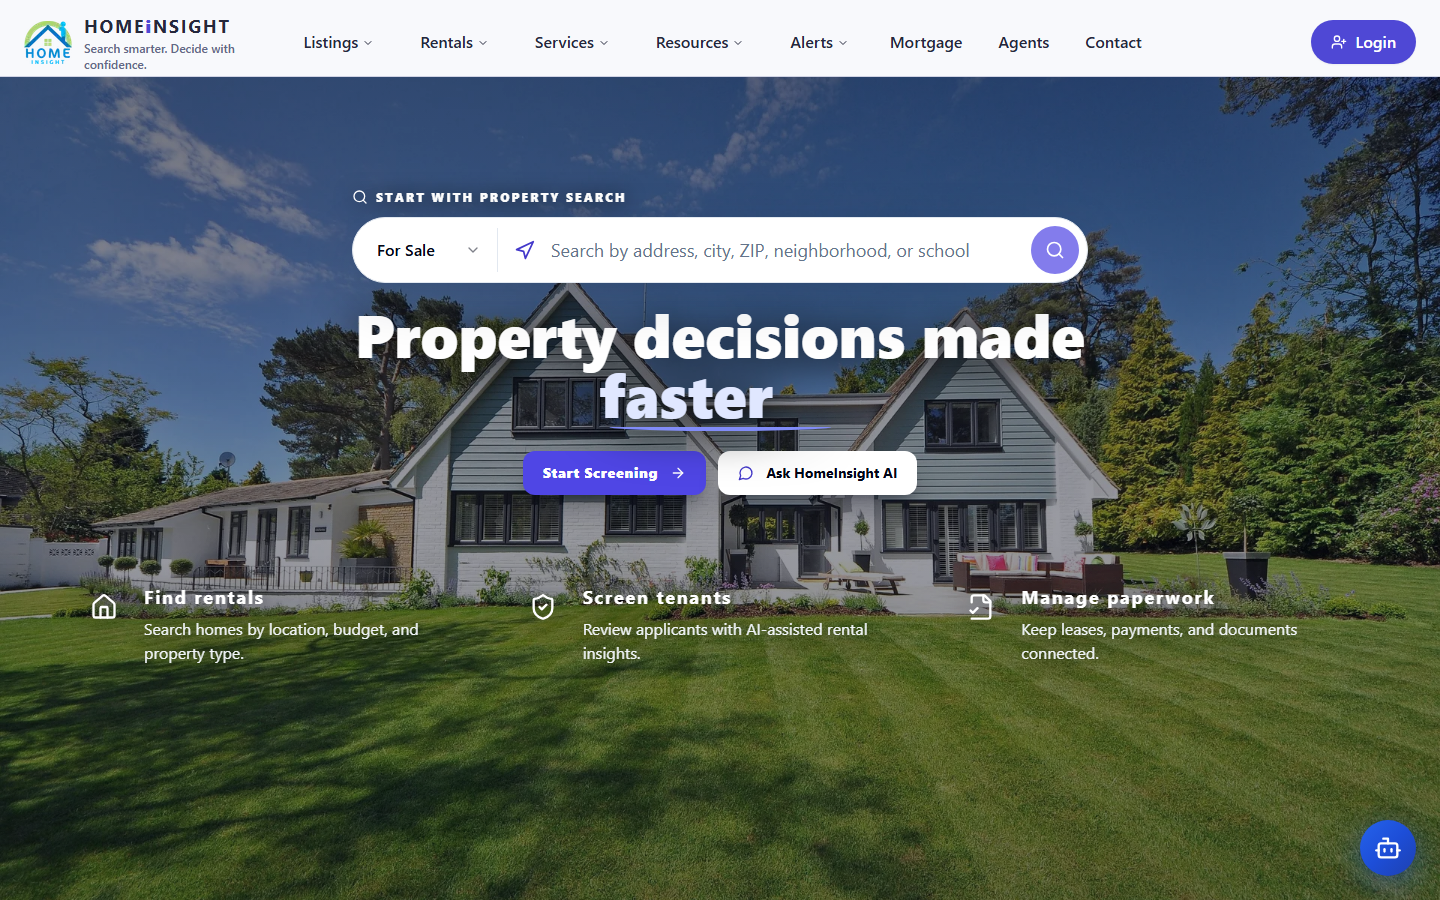 HOMEiNSIGHT
Search smarter. Decide with
confidence.
HOME
INSIGHT
Listings
Rentals
Services
Resources
Alerts
Mortgage
Agents
Contact
Login
START WITH PROPERTY SEARCH
For Sale
Search by address, city, ZIP, neighborhood, or school
Property decisions made
faster
Start Screening
Ask HomeInsight AI
Find rentals
Search homes by location, budget, and
property type.
Screen tenants
Review applicants with AI-assisted rental
insights.
Manage paperwork
Keep leases, payments, and documents
connected.